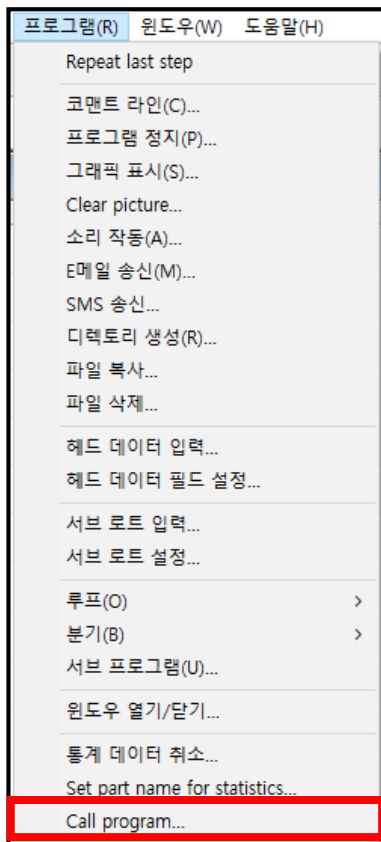 프로그램(R) 윈도우(W) 도움말(H)
Repeat last step
코맨트 라인(C)...
프로그램 정지(P)...
그래픽 표시(S)...
Clear picture...
소리 작동(A)...
E메일 송신(M)...
SMS 송신...
디렉토리 생성(R)...
파일 복사...
파일 삭제...
헤드 데이터 입력...
헤드 데이터 필드 설정...
서브 로트 입력...
서브 로트 설정...
루프(O)
분기(B)
서브 프로그램(U)...
윈도우 열기/닫기...
통계 데이터 취소...
Set part name for statistics...
Call program...